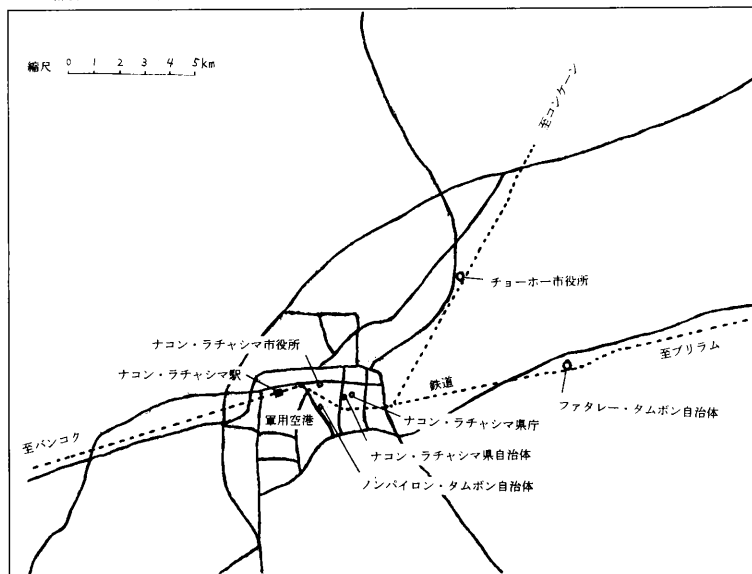 縮尺 0 1 2 3 4 5km
至コンケーン
チョーホー市役所
ナコン・ラチャシマ市役所
ナコン・ラチャシマ駅
至ブリラム
鉄道
ファタレー・タムボン自治体
軍用空港
ナコン・ラチャシマ県庁
至バンコク
ナコン・ラチャシマ県自治体
ノンパイロン・タムボン自治体